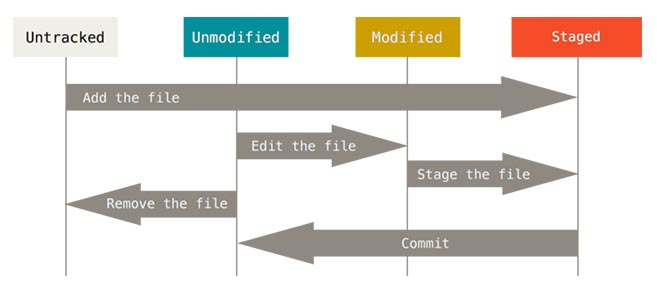 Untracked
Unmodified
Modified
Staged
Add the file
Edit the file
Stage the file
Remove the file
Commit